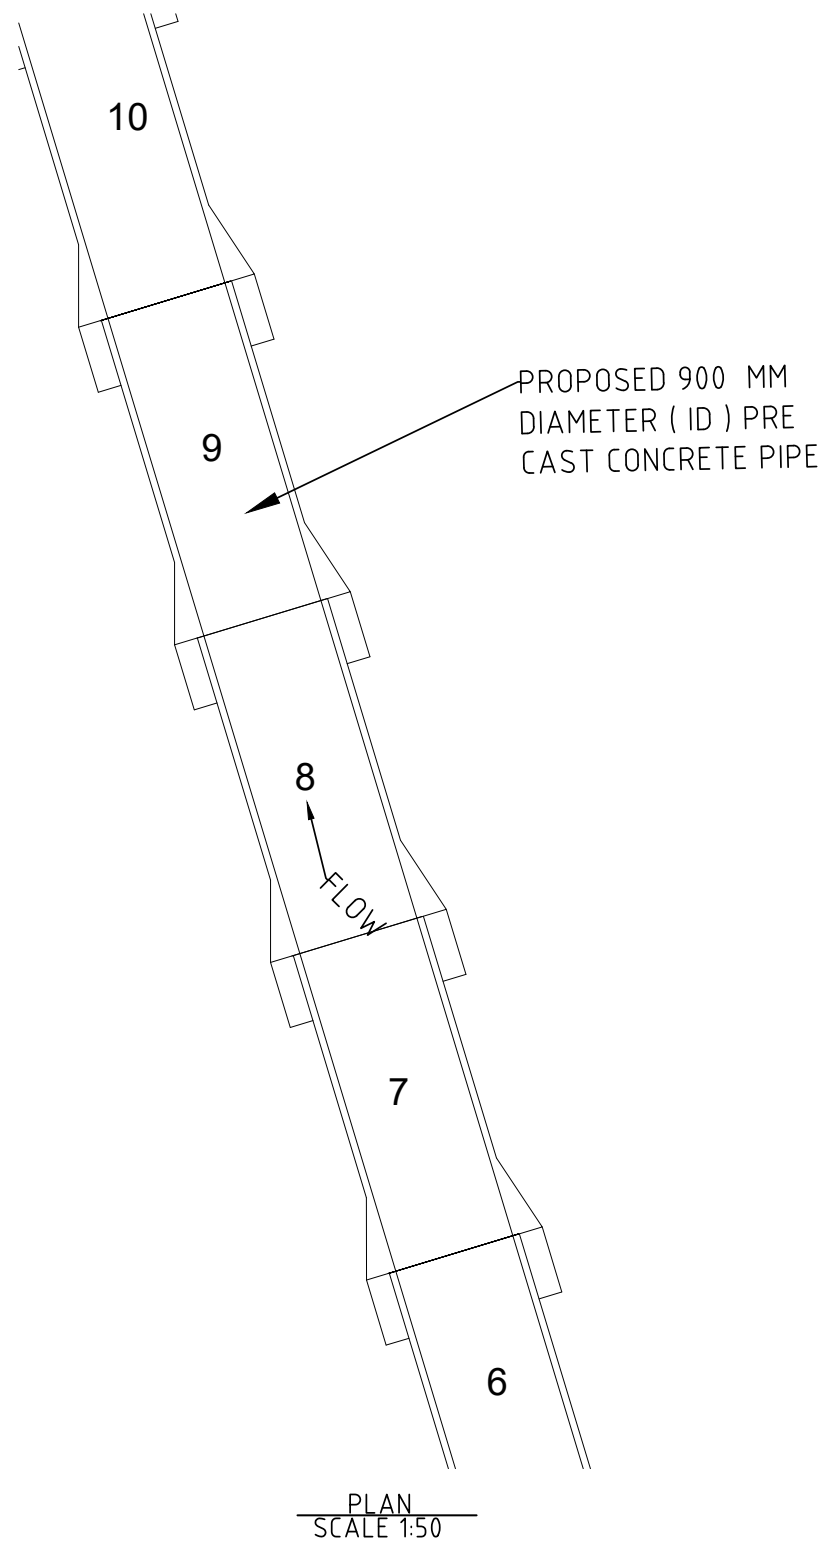 10
PROPOSED 900 MM
DIAMETER ( ID ) PRE
CAST CONCRETE PIPE
9
8
FLOW
7
6
PLAN
SCALE 1:50